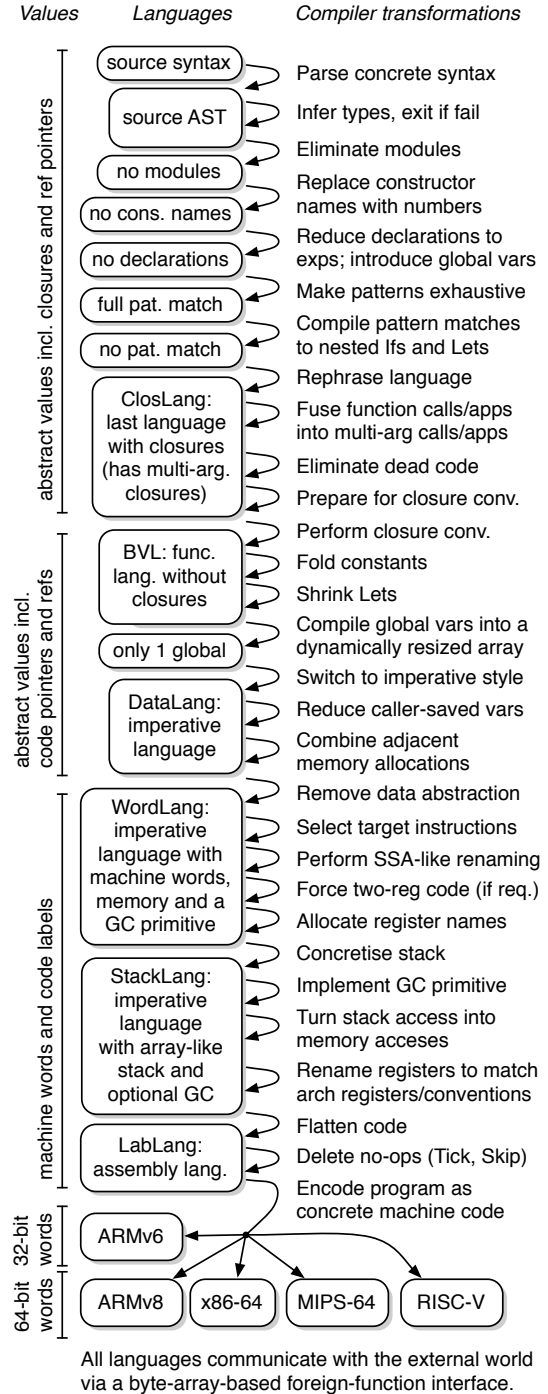 Values Languages Compiler transformations
source syntax
Parse concrete syntax
source AST
Infer types, exit if fail
Eliminate modules
no modules
Replace constructor
names with numbers
no cons. names
Reduce declarations to
exps; introduce global vars
no declarations
Make patterns exhaustive
full pat. match
Compile pattern matches
to nested Ifs and Lets
no pat. match
Rephrase language
ClosLang:
last language
with closures
(has multi-arg.
closures)
Fuse function calls/apps
into multi-arg calls/apps
Eliminate dead code
Prepare for closure conv.
abstract values incl. closures and ref pointers
Perform closure conv.
BVL: func.
lang. without
closures
Fold constants
Shrink Lets
Compile global vars into a
dynamically resized array
only 1 global
Switch to imperative style
DataLang:
imperative
language
Reduce caller-saved vars
Combine adjacent
memory allocations
abstract values incl.
code pointers and refs
Remove data abstraction
WordLang:
imperative
language with
machine words,
memory and a
GC primitive
Select target instructions
Perform SSA-like renaming
Force two-reg code (if req.)
Allocate register names
Concretise stack
StackLang:
imperative
language
with array-like
stack and
optional GC
Implement GC primitive
Turn stack access into
memory acceses
Rename registers to match
arch registers/conventions
Flatten code
LabLang:
assembly lang.
Delete no-ops (Tick, Skip)
Encode program as
concrete machine code
machine words and code labels
32-bit
words
ARMv6
64-bit
words
ARMv8 x86-64 MIPS-64 RISC-V
All languages communicate with the external world
via a byte-array-based foreign-function interface.